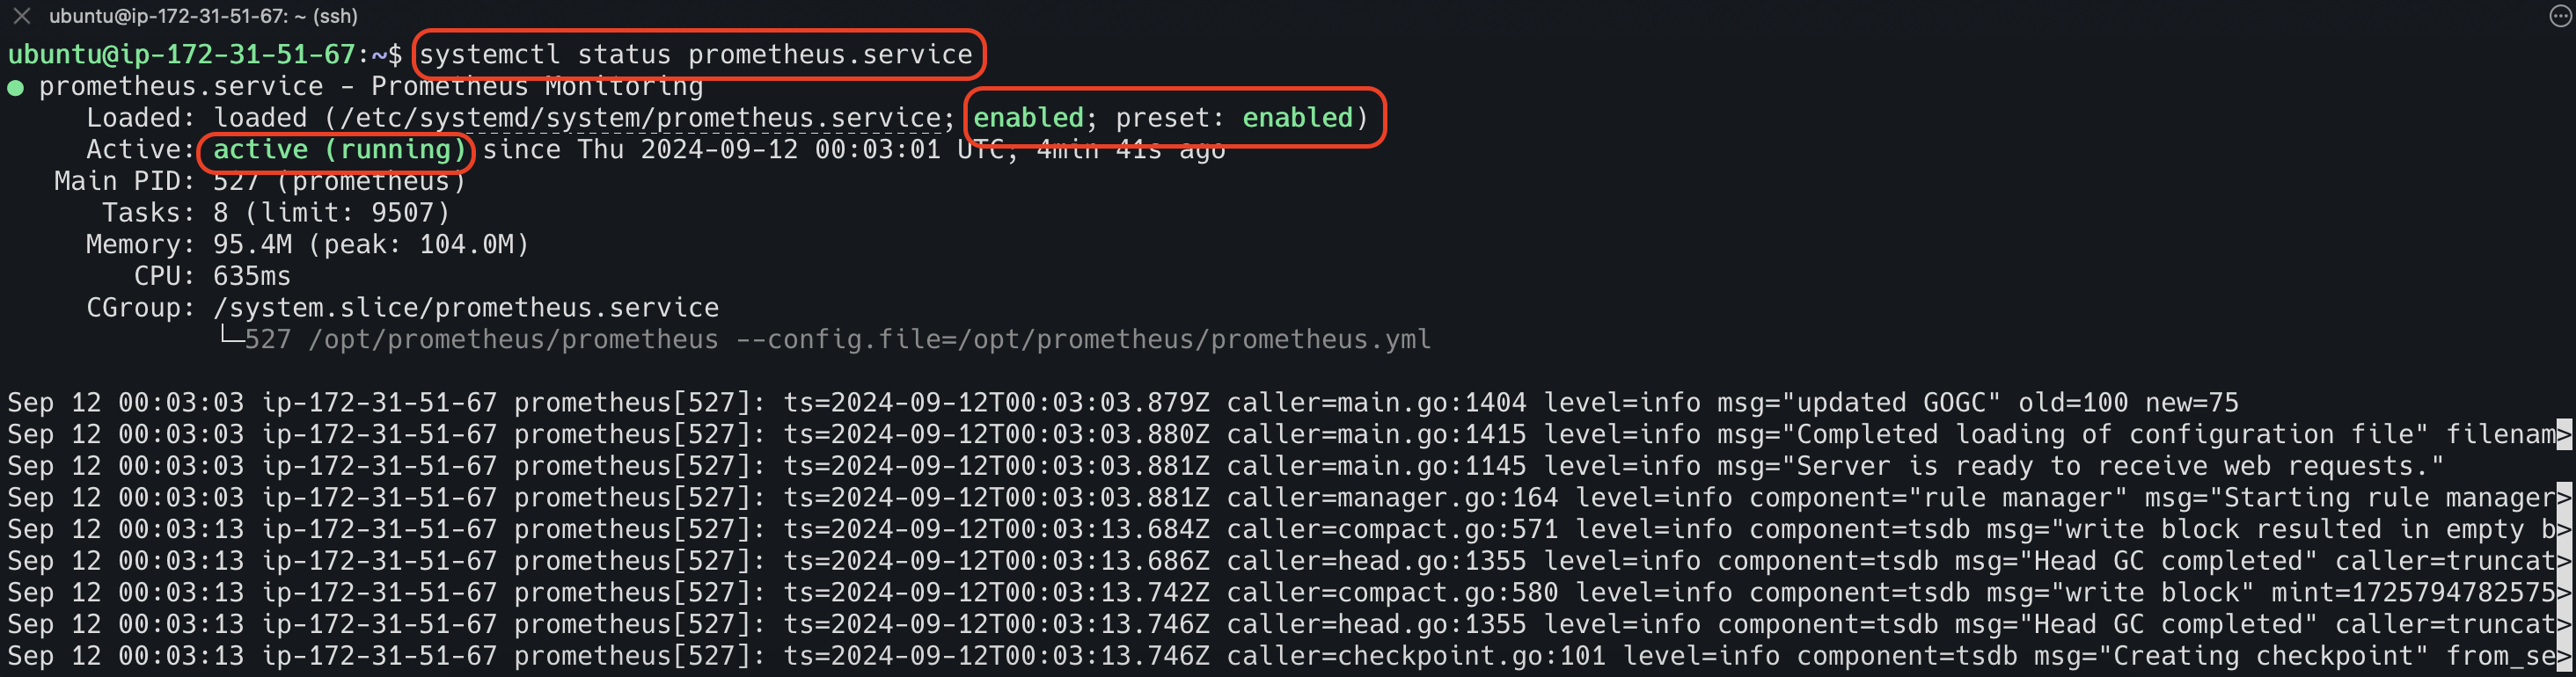 ubuntu@ip-172-31-51-67: ~ (ssh)
ubuntu@ip-172-31-51-67:~$ systemctl status prometheus.service
● prometheus.service - Prometheus Monitoring
Loaded: loaded (/etc/systemd/system/prometheus.service; enabled; preset: enabled)
Active: active (running) since Thu 2024-09-12 00:03:01 UTC; 4min 41s ago
Main PID: 527 (prometheus)
Tasks: 8 (limit: 9507)
Memory: 95.4M (peak: 104.0M)
CPU: 635ms
CGroup: /system.slice/prometheus.service
└─527 /opt/prometheus/prometheus --config.file=/opt/prometheus/prometheus.yml
Sep 12 00:03:03 ip-172-31-51-67 prometheus[527]: ts=2024-09-12T00:03:03.879Z caller=main.go:1404 level=info msg="updated GOGC" old=100 new=75
Sep 12 00:03:03 ip-172-31-51-67 prometheus[527]: ts=2024-09-12T00:03:03.880Z caller=main.go:1415 level=info msg="Completed loading of configuration file" filenam>
Sep 12 00:03:03 ip-172-31-51-67 prometheus[527]: ts=2024-09-12T00:03:03.881Z caller=main.go:1145 level=info msg="Server is ready to receive web requests."
Sep 12 00:03:03 ip-172-31-51-67 prometheus[527]: ts=2024-09-12T00:03:03.881Z caller=manager.go:164 level=info component="rule manager" msg="Starting rule manager>
Sep 12 00:03:13 ip-172-31-51-67 prometheus[527]: ts=2024-09-12T00:03:13.684Z caller=compact.go:571 level=info component=tsdb msg="write block resulted in empty b>
Sep 12 00:03:13 ip-172-31-51-67 prometheus[527]: ts=2024-09-12T00:03:13.686Z caller=head.go:1355 level=info component=tsdb msg="Head GC completed" caller=truncat>
Sep 12 00:03:13 ip-172-31-51-67 prometheus[527]: ts=2024-09-12T00:03:13.742Z caller=compact.go:580 level=info component=tsdb msg="write block" mint=1725794782575>
Sep 12 00:03:13 ip-172-31-51-67 prometheus[527]: ts=2024-09-12T00:03:13.746Z caller=head.go:1355 level=info component=tsdb msg="Head GC completed" caller=truncat>
Sep 12 00:03:13 ip-172-31-51-67 prometheus[527]: ts=2024-09-12T00:03:13.746Z caller=checkpoint.go:101 level=info component=tsdb msg="Creating checkpoint" from_se>